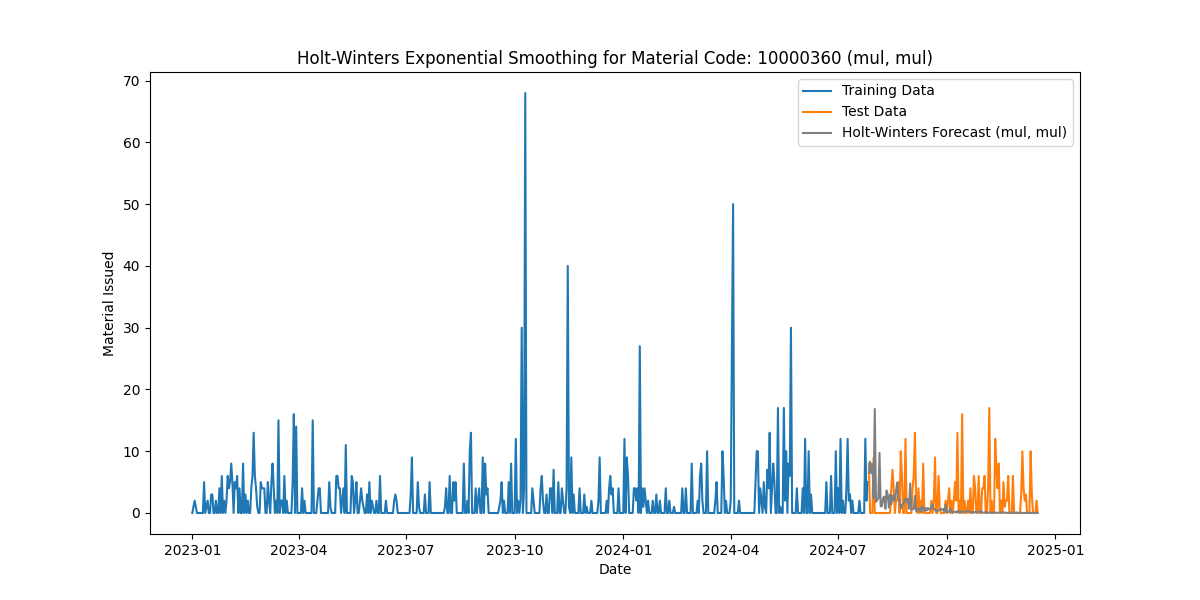 Holt-Winters Exponential Smoothing for Material Code: 10000360 (mul, mul)
Training Data
Test Data
Holt-Winters Forecast (mul, mul)
Material Issued
70
60
50
40
30
20
10
0
2023-01 2023-04 2023-07 2023-10 2024-01 2024-04 2024-07 2024-10 2025-01
Date